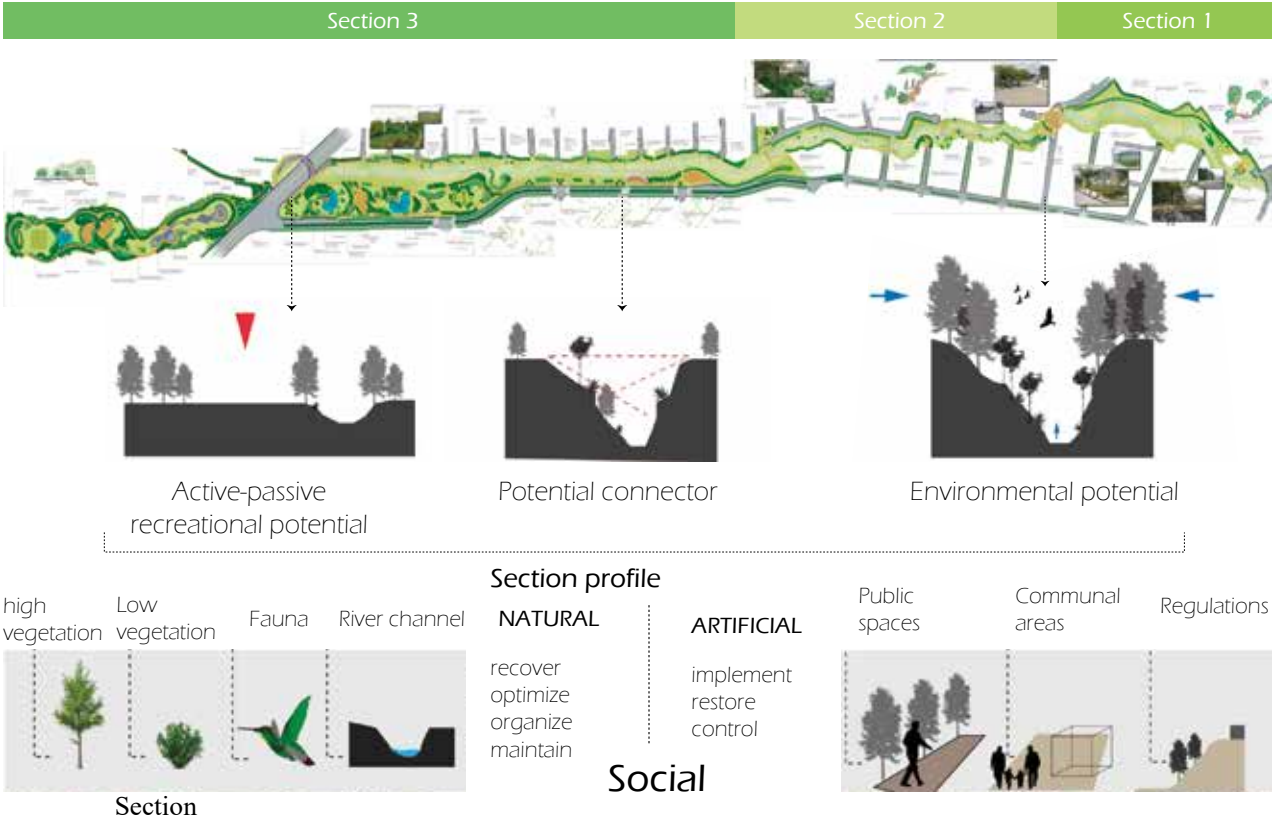 Section 3
Section 2
Section 1
Active-passive
recreational potential
Potential connector
Environmental potential
Section profile
high
vegetation
Low
vegetation
Fauna
River channel
NATURAL
recover
optimize
organize
maintain
ARTIFICIAL
implement
restore
control
Social
Public
spaces
Communal
areas
Regulations
Section